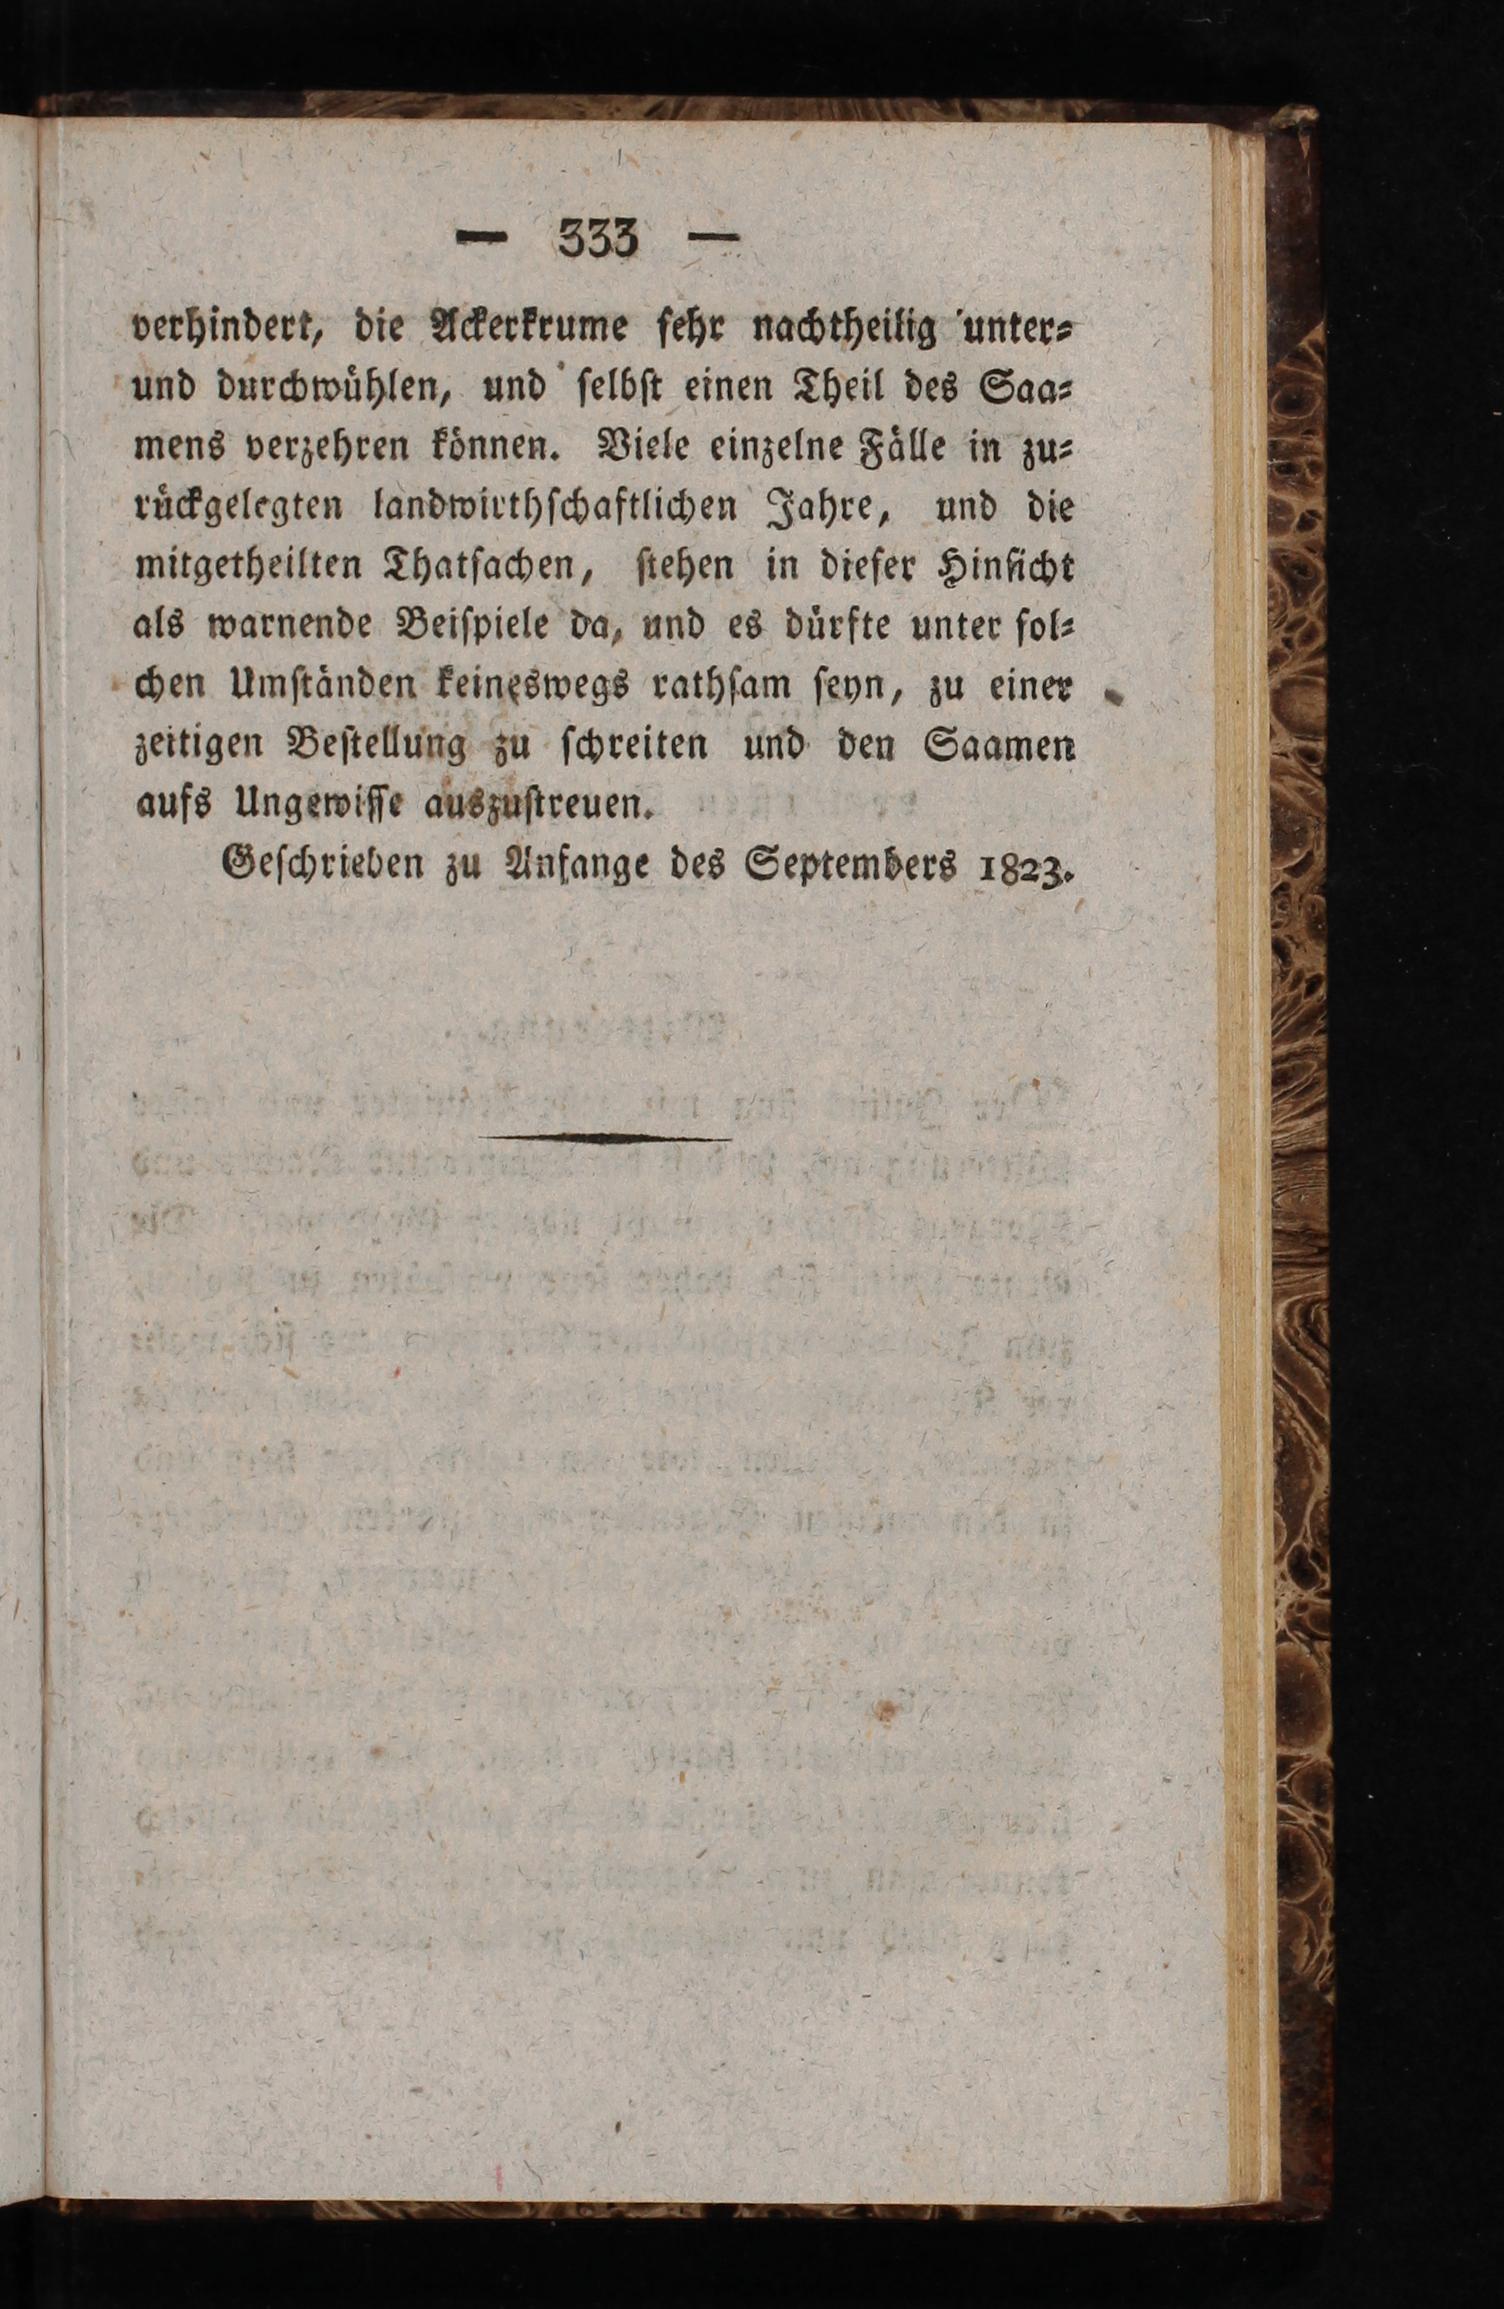 — 333 —
verhindert, die Ackerkrume ſehr nachtheilig unter⸗
und durchwühlen, und ſelbſt einen Theil des Saa⸗
mens verzehren können. Viele einzelne Fälle in zu⸗
rückgelegten landwirthſchaftlichen Jahre, und die
mitgetheilten Thatſachen, ſtehen in dieſer Hinſicht
als warnende Beiſpiele da, und es dürfte unter ſol⸗
chen Umſtänden keineswegs rathſam ſeyn, zu einer
zeitigen Beſtellung zu ſchreiten und den Saamen
aufs Ungewiſſe auszuſtreuen.
Geſchrieben zu Anfange des Septembers 1823.